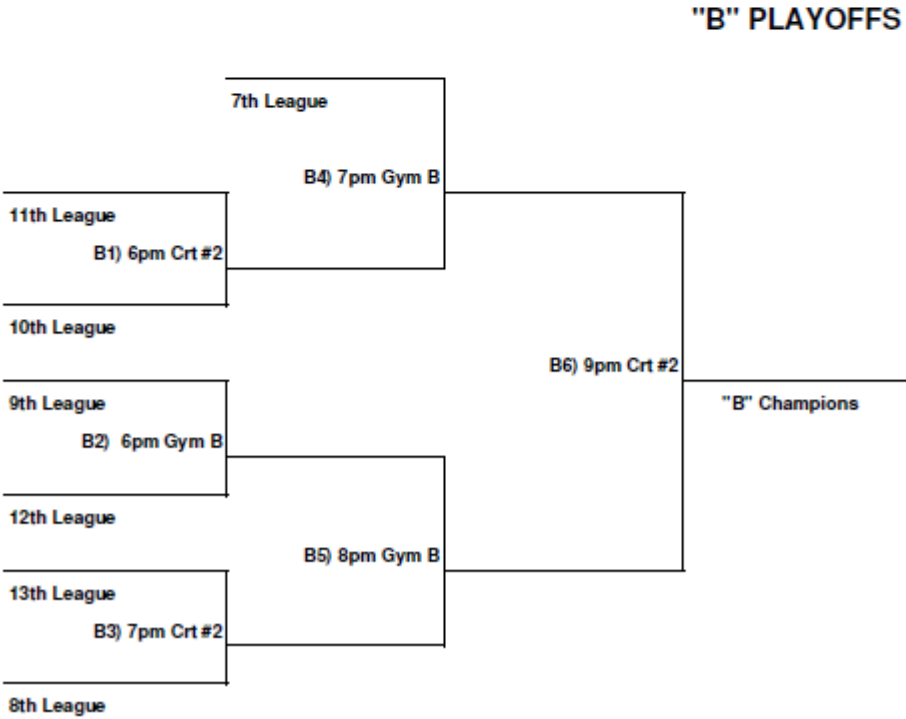 "B" PLAYOFFS
7th League
B4) 7pm Gym B
11th League
B1) 6pm Crt #2
10th League
B6) 9pm Crt #2
9th League
"B" Champions
B2) 6pm Gym B
12th League
B5) 8pm Gym B
13th League
B3) 7pm Crt #2
8th League